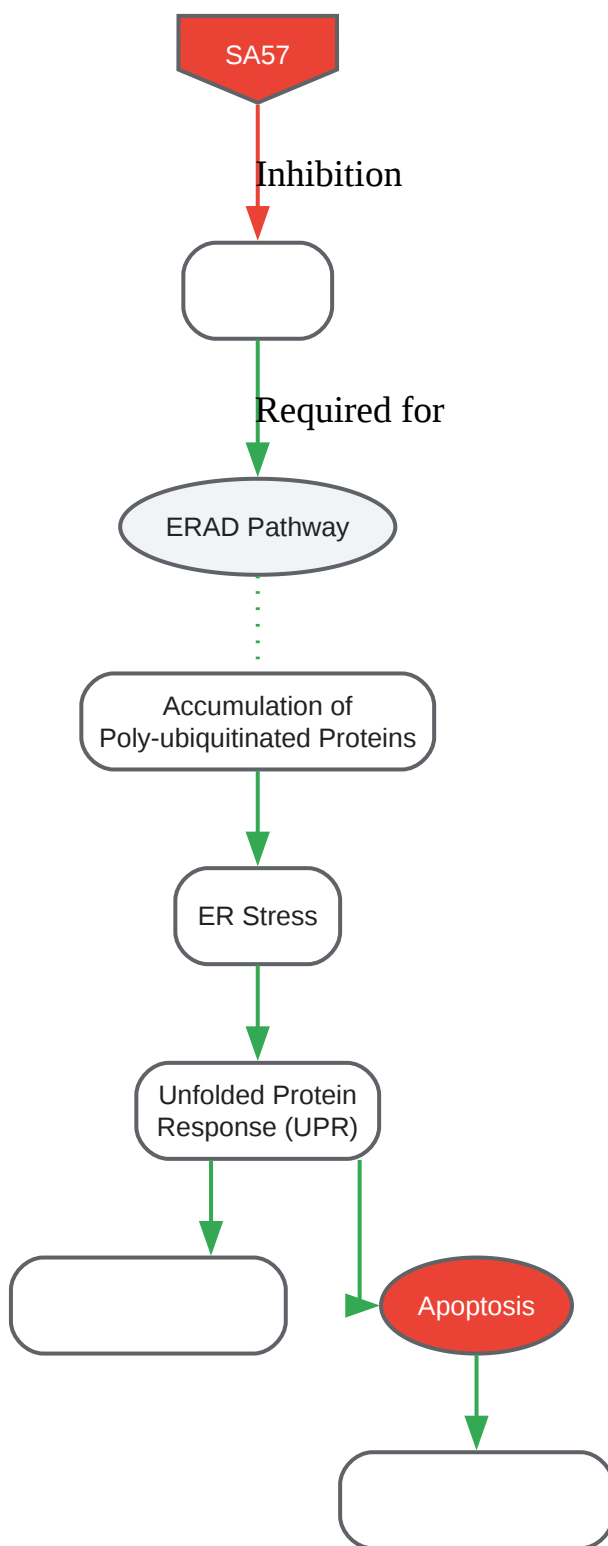 SA57
Inhibition
Required for
ERAD Pathway
Accumulation of
Poly-ubiquitinated Proteins
ER Stress
Unfolded Protein
Response (UPR)
Apoptosis